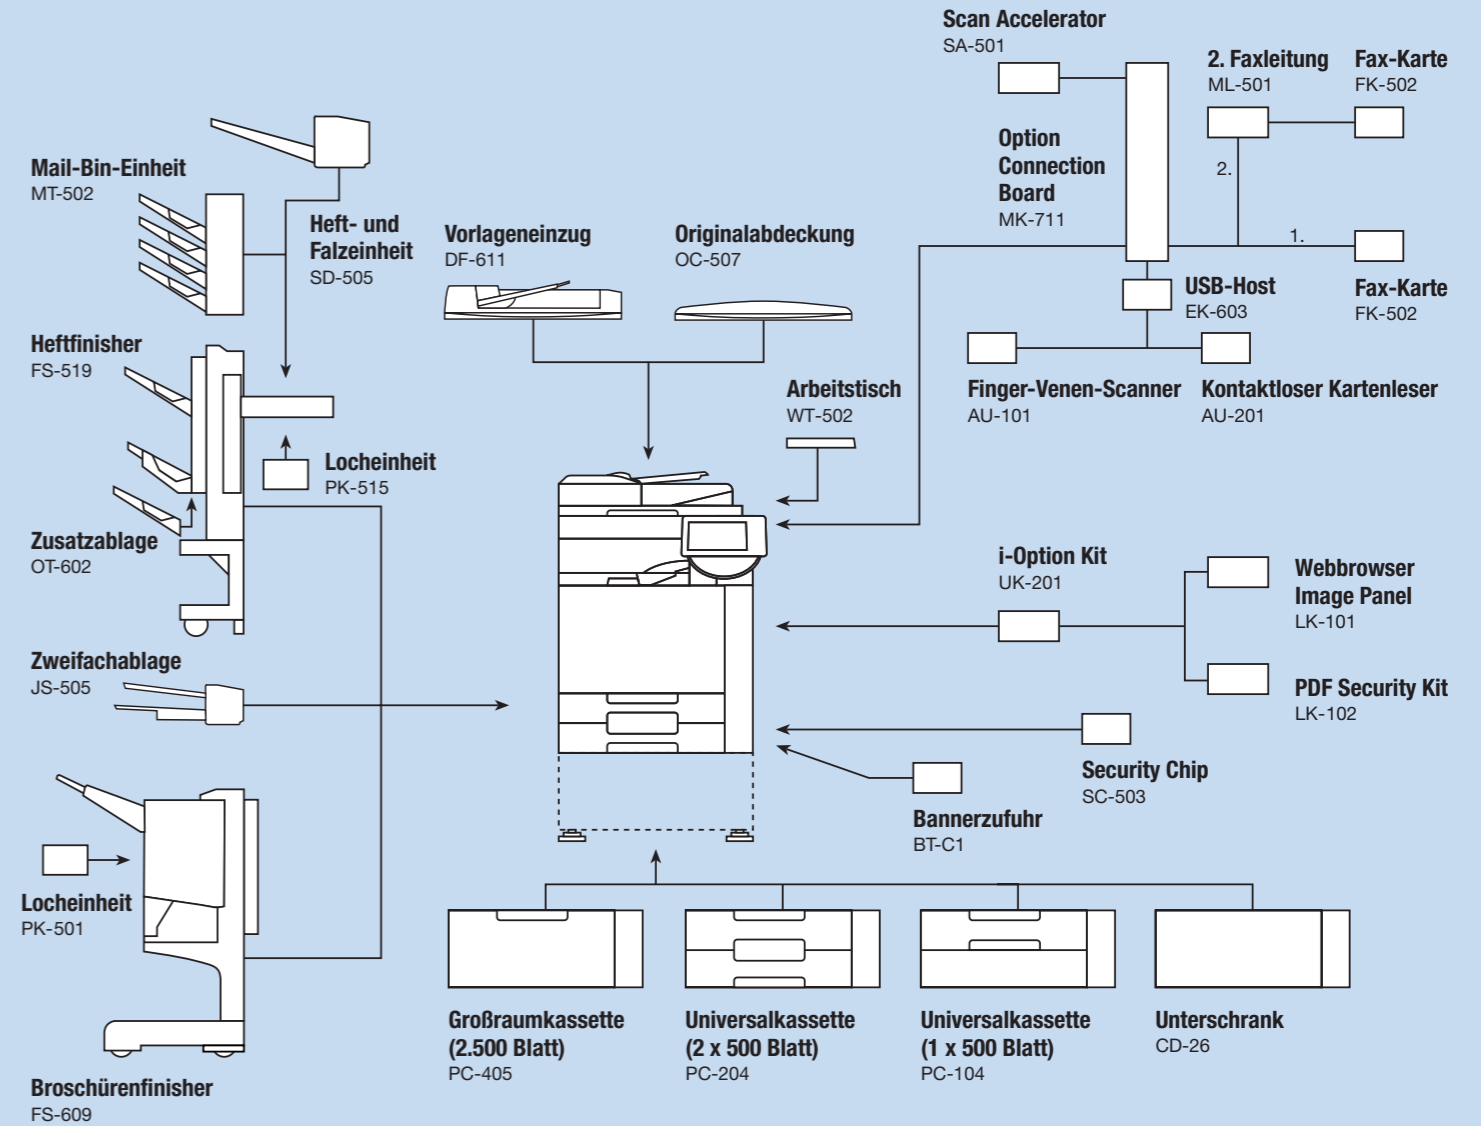 Scan Accelerator
SA-501
2. Faxleitung
ML-501
Fax-Karte
FK-502
Option
Connection
Board
MK-711
2.
1.
Fax-Karte
FK-502
USB-Host
EK-603
Finger-Venen-Scanner
AU-101
Kontaktloser Kartenleser
AU-201
Mail-Bin-Einheit
MT-502
Heft- und
Falzeinheit
SD-505
Vorlageneinzug
DF-611
Originalabdeckung
OC-507
Heftfinisher
FS-519
Arbeitstisch
WT-502
Locheinheit
PK-515
Zusatzablage
OT-602
i-Option Kit
UK-201
Webbrowser
Image Panel
LK-101
PDF Security Kit
LK-102
Zweifachablage
JS-505
Security Chip
SC-503
Bannerzufuhr
BT-C1
Locheinheit
PK-501
Großraumkassette
(2.500 Blatt)
PC-405
Universalkassette
(2 x 500 Blatt)
PC-204
Universalkassette
(1 x 500 Blatt)
PC-104
Unterschrank
CD-26
Broschürenfinisher
FS-609